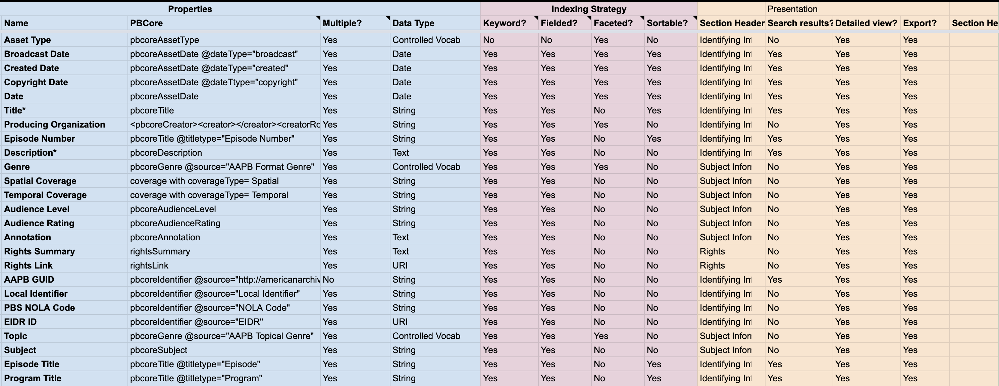 Properties Indexing Strategy Presentation
Name PBCore Multiple? Data Type Keyword? Fielded? Faceted? Sortable? Section Header Search results? Detailed view? Export? Section He
Asset Type pbcoreAssetType Yes Controlled Vocab No No Yes No Identifying Inf No Yes Yes
Broadcast Date pbcoreAssetDate @dateType="broadcast" Yes Date Yes Yes Yes Yes Identifying Inf Yes Yes Yes
Created Date pbcoreAssetDate @dateType="created" Yes Date Yes Yes Yes Yes Identifying Inf Yes Yes Yes
Copyright Date pbcoreAssetDate @dateTtype="copyright" Yes Date Yes Yes Yes Yes Identifying Inf Yes Yes Yes
Date pbcoreAssetDate Yes Date Yes Yes Yes Yes Identifying Inf Yes Yes Yes
Title* pbcoreTitle Yes String Yes Yes No Yes Identifying Inf Yes Yes Yes
Producing Organization <pbcoreCreator><creator></creator><creatorRo Yes String Yes Yes Yes No Identifying Inf No Yes Yes
Episode Number pbcoreTitle @titletype="Episode Number" Yes String Yes Yes No Yes Identifying Inf Yes Yes Yes
Description* pbcoreDescription Yes Text Yes Yes No No Identifying Inf Yes Yes Yes
Genre pbcoreGenre @source="AAPB Format Genre" Yes Controlled Vocab Yes Yes Yes No Subject Infor No Yes Yes
Spatial Coverage coverage with coverageType= Spatial Yes String Yes Yes No No Subject Infor No Yes Yes
Temporal Coverage coverage with coverageType= Temporal Yes String Yes Yes No No Subject Infor No Yes Yes
Audience Level pbcoreAudienceLevel Yes String Yes Yes No No Subject Infor No Yes Yes
Audience Rating pbcoreAudienceRating Yes String Yes Yes No No Subject Infor No Yes Yes
Annotation pbcoreAnnotation Yes Text Yes Yes No No Subject Infor No Yes Yes
Rights Summary rightsSummary Yes Text Yes Yes No No Rights No Yes Yes
Rights Link rightsLink Yes URI Yes Yes No No Rights No Yes Yes
AAPB GUID pbcoreIdentifier @source="http://americanarchiv No String Yes Yes No No Identifying Inf Yes Yes Yes
Local Identifier pbcoreIdentifier @source="Local Identifier" Yes String Yes Yes No No Identifying Inf No Yes Yes
PBS NOLA Code pbcoreIdentifier @source="NOLA Code" Yes String Yes Yes No No Identifying Inf No Yes Yes
EIDR ID pbcoreIdentifier @source="EIDR" Yes URI Yes Yes No No Identifying Inf No Yes Yes
Topic pbcoreGenre @source="AAPB Topical Genre" Yes Controlled Vocab Yes Yes Yes No Subject Infor No Yes Yes
Subject pbcoreSubject Yes String Yes Yes No No Subject Infor No Yes Yes
Episode Title pbcoreTitle @titletype="Episode" Yes String Yes Yes No Yes Identifying Inf Yes Yes Yes
Program Title pbcoreTitle @titletype="Program" Yes String Yes Yes No Yes Identifying Inf Yes Yes Yes